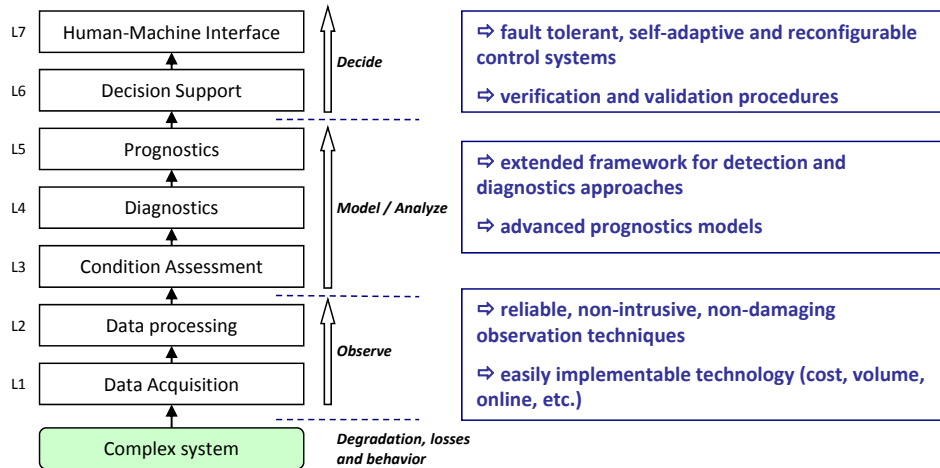 L7
Human-Machine Interface
L6
Decision Support
L5
Prognostics
L4
Diagnostics
L3
Condition Assessment
L2
Data processing
L1
Data Acquisition
Complex system
Decide
Model / Analyze
Observe
Degradation, losses
and behavior
⇨ fault tolerant, self-adaptive and reconfigurable
control systems
⇨ verification and validation procedures
⇨ extended framework for detection and
diagnostics approaches
⇨ advanced prognostics models
⇨ reliable, non-intrusive, non-damaging
observation techniques
⇨ easily implementable technology (cost, volume,
online, etc.)